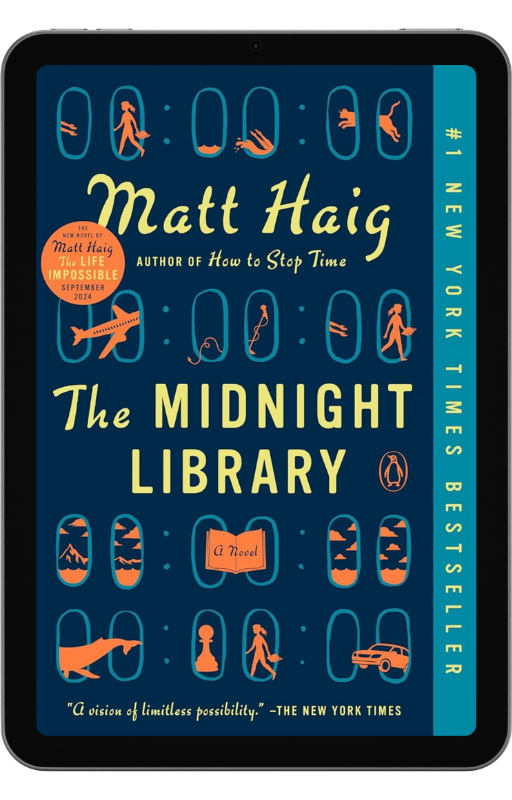 Matt Haig
AUTHOR OF How to Stop Time
THE
NEW NOVEL BY
Matt Haig
The LIFE
IMPOSSIBLE
SEPTEMBER
2024
The MIDNIGHT
LIBRARY
A Novel
"A vision of limitless possibility." –THE NEW YORK TIMES
#1 NEW YORK TIMES BESTSELLER